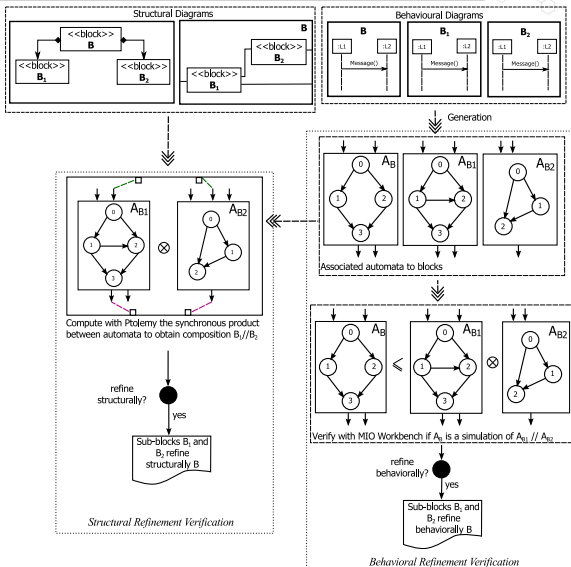 Structural Diagrams
<<block>>
B
<<block>>
B1
<<block>>
B2
B
<<block>>
B2
<<block>>
B1
Behavioural Diagrams
B
:L1
:L2
Message()
B1
:L1
:L2
Message()
B2
:L1
:L2
Message()
Generation
AB
0
1
2
3
AB1
0
1
2
3
AB2
0
1
2
Associated automata to blocks
AB1
0
1
2
3
⊗
AB2
0
1
2
Compute with Ptolemy the synchronous product
between automata to obtain composition B1//B2
refine
structurally?
yes
Sub-blocks B1 and
B2 refine
structurally B
Structural Refinement Verification
AB
0
1
2
3
≼
AB1
0
1
2
3
⊗
AB2
0
1
2
Verify with MIO Workbench if AB is a simulation of AB1 // AB2
refine
behaviorally?
yes
Sub-blocks B1 and
B2 refine
behaviorally B
Behavioral Refinement Verification